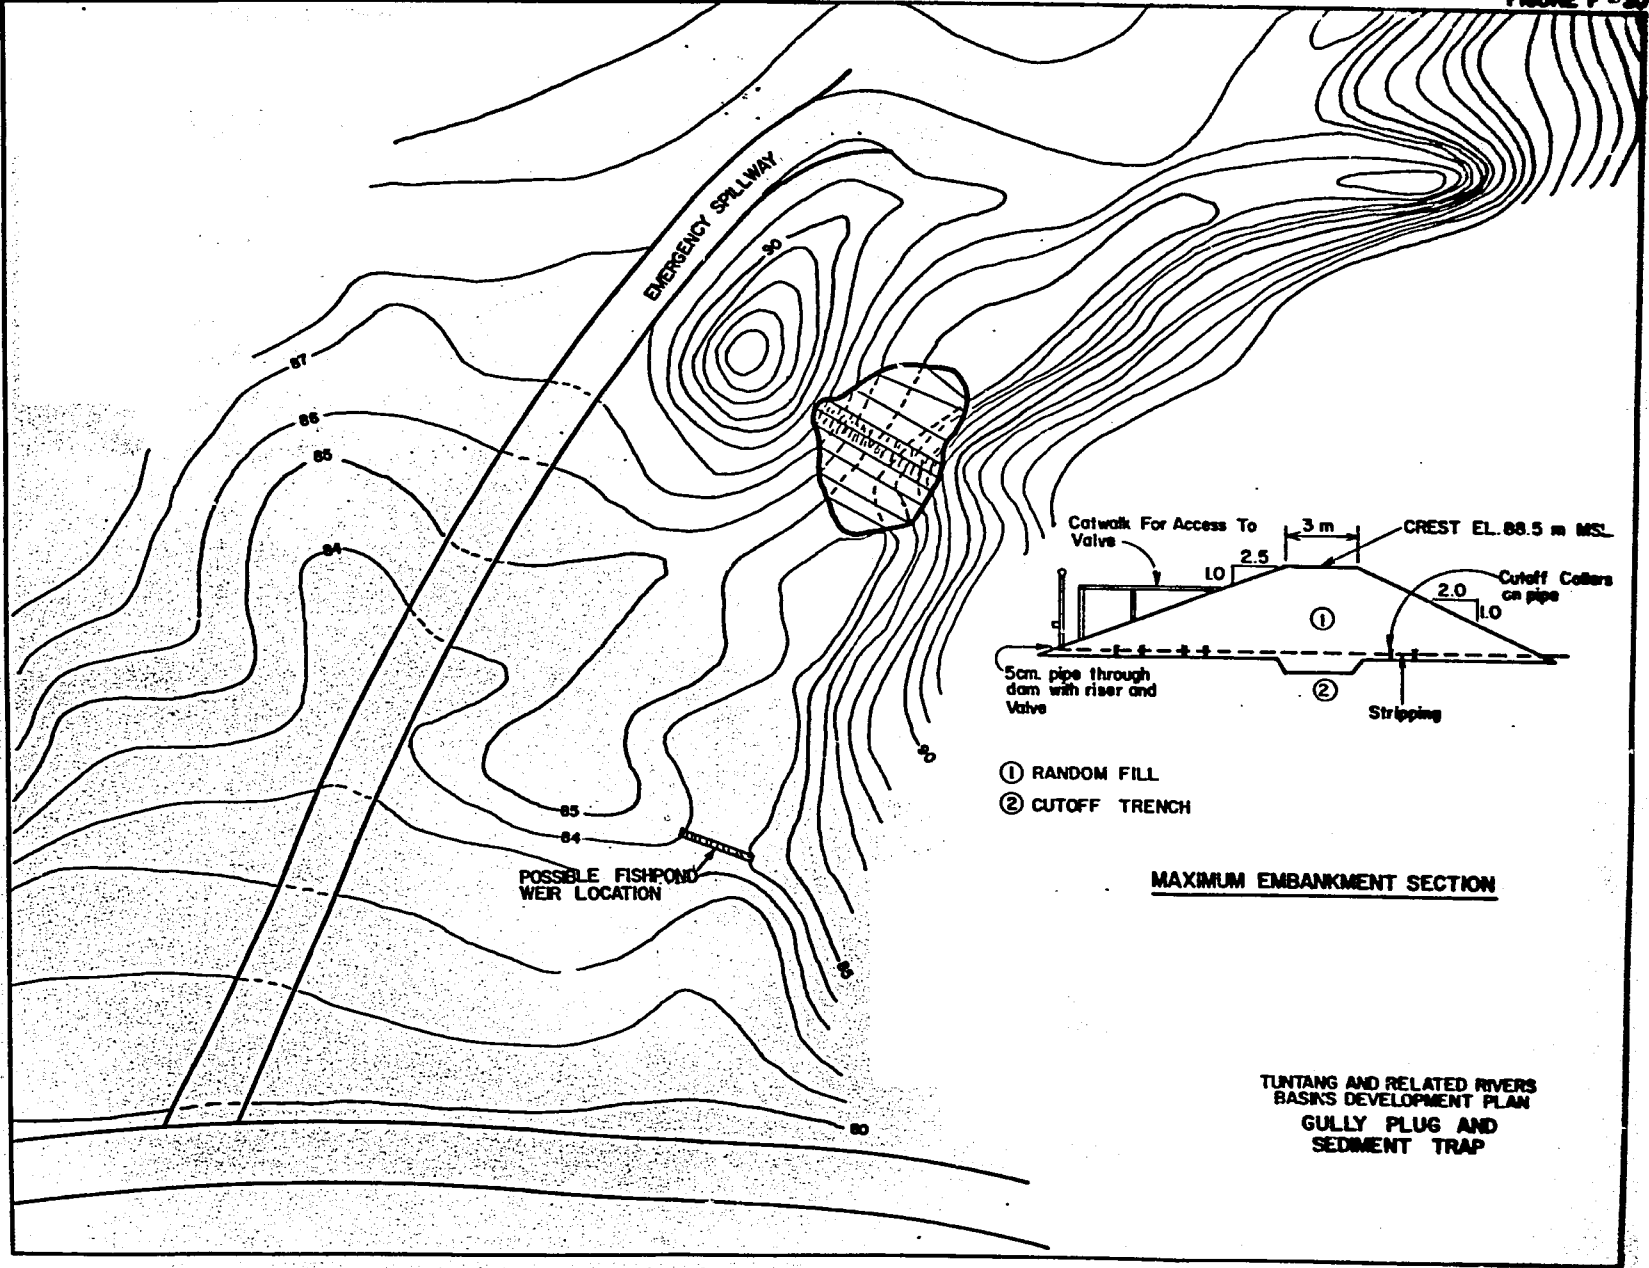 EMERGENCY SPILLWAY
90
87
86
85
84
Catwalk For Access To
Valve
3 m
CREST EL. 88.5 m MSL
2.5
1.0
Cutoff Collars
on pipe
2.0
1.0
①
5cm. pipe through
dam with riser and
Valve
②
Stripping
90
① RANDOM FILL
② CUTOFF TRENCH
85
84
POSSIBLE FISHPOND
WEIR LOCATION
MAXIMUM EMBANKMENT SECTION
85
80
TUNTANG AND RELATED RIVERS
BASINS DEVELOPMENT PLAN
GULLY PLUG AND
SEDIMENT TRAP